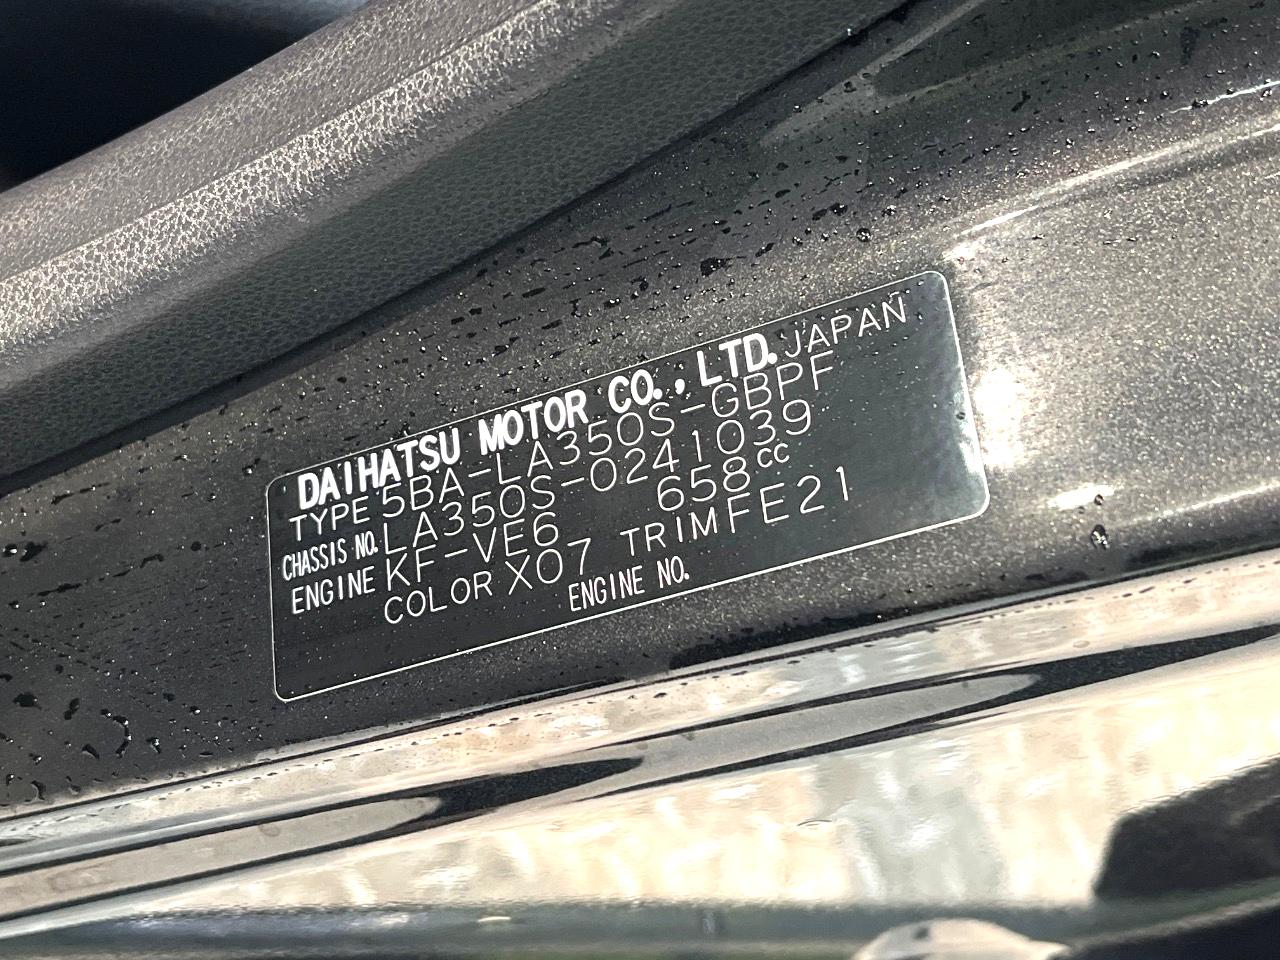 DAIHATSU MOTOR CO., LTD. JAPAN
TYPE 5BA-LA350S-GBPF
CHASSIS NO. LA350S-0241039
ENGINE KF-VE6 658cc
COLOR X07 TRIM FE21
ENGINE NO.